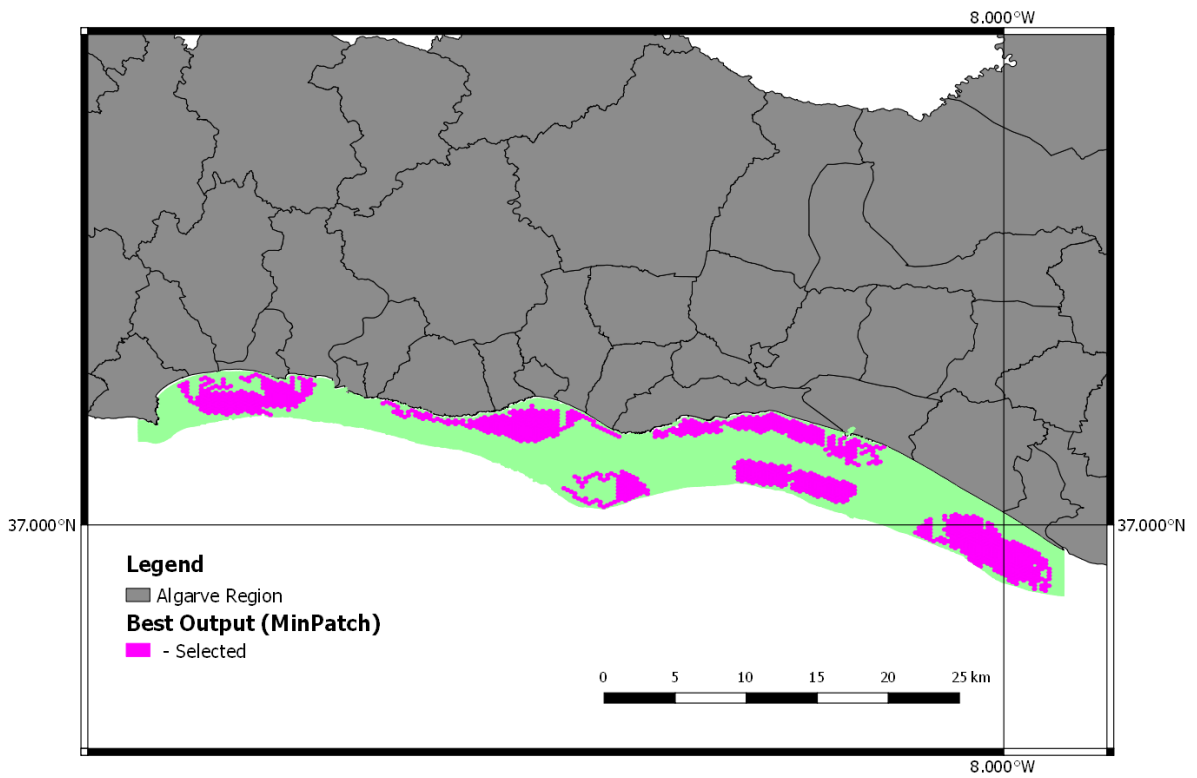 8.000°W
37.000°N
37.000°N
Legend
Algarve Region
Best Output (MinPatch)
- Selected
0 5 10 15 20 25 km
8.000°W